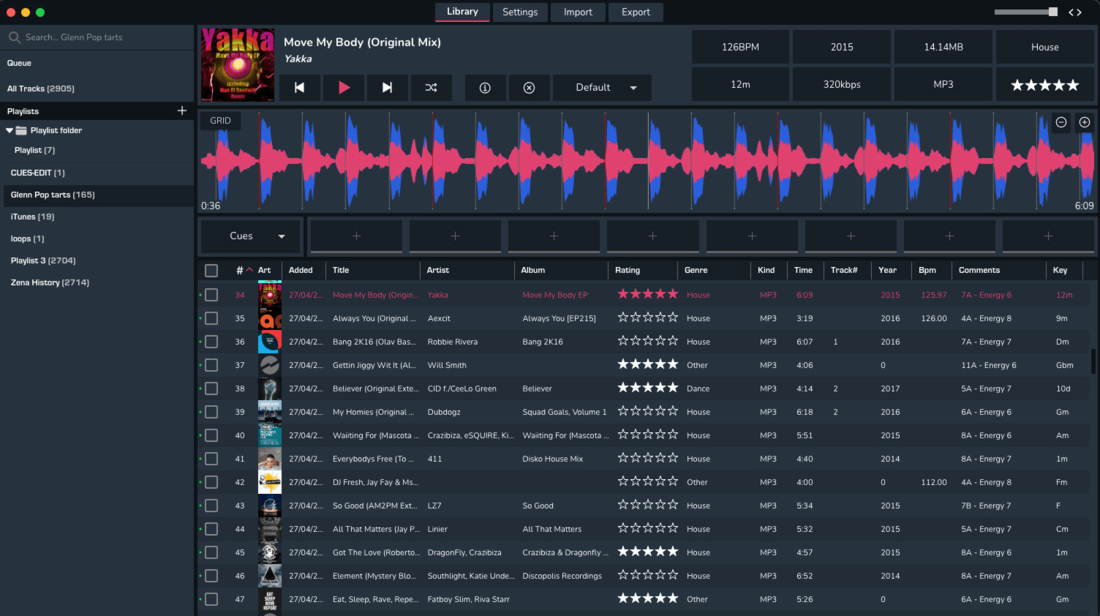 Library
Settings
Import
Export
Search... Glenn Pop tarts
Queue
All Tracks (2905)
Playlists
Playlist folder
Playlist (7)
CUES-EDIT (1)
Glenn Pop tarts (165)
iTunes (19)
loops (1)
Playlist 3 (2704)
Zena History (2714)
Yakka
Move My Body EP
Move My Body (Original Mix)
Yakka
Default
126BPM
2015
14.14MB
House
12m
320kbps
MP3
GRID
0:36
6:09
Cues
# Art Added Title Artist Album Rating Genre Kind Time Track# Year Bpm Comments Key
34 27/04/2... Move My Body (Origin... Yakka Move My Body EP House MP3 6:09 2015 125.97 7A - Energy 6 12m
35 27/04/2... Always You (Original ... Aexcit Always You [EP215] House MP3 3:19 2016 126.00 4A - Energy 8 9m
36 27/04/2... Bang 2K16 (Olav Bas... Robbie Rivera Bang 2K16 House MP3 6:07 1 2016 7A - Energy 7 Dm
37 27/04/2... Gettin Jiggy Wit It (Al... Will Smith Other MP3 4:06 0 11A - Energy 6 Gbm
38 27/04/2... Believer (Original Exte... CID f./CeeLo Green Believer Dance MP3 4:14 2 2017 5A - Energy 7 10d
39 27/04/2... My Homies (Original ... Dubdogz Squad Goals, Volume 1 House MP3 6:18 2 2016 6A - Energy 6 Gm
40 27/04/2... Waiiting For (Mascota ... Crazibiza, eSQUIRE, Ki... Waiiting For (Mascota ... House MP3 5:51 2015 8A - Energy 6 Am
41 27/04/2... Everybodys Free (To ... 411 Disko House Mix House MP3 4:40 2014 8A - Energy 7 1m
42 27/04/2... DJ Fresh, Jay Fay & Ms... Other MP3 4:00 0 112.00 4A - Energy 8 Fm
43 27/04/2... So Good (AM2PM Ext... LZ7 So Good House MP3 5:34 2015 7B - Energy 7 F
44 27/04/2... All That Matters (Jay P... Linier All That Matters House MP3 5:32 2015 5A - Energy 7 Cm
45 27/04/2... Got The Love (Roberto... DragonFly, Crazibiza Crazibiza & Dragonfly ... House MP3 4:57 2015 8A - Energy 6 1m
46 27/04/2... Element (Mystery Blo... Southlight, Katie Unde... Discopolis Recordings House MP3 6:52 2014 8A - Energy 7 Am
47 27/04/2... Eat, Sleep, Rave, Repe... Fatboy Slim, Riva Starr Other MP3 5:26 0 6A - Energy 7 Gm